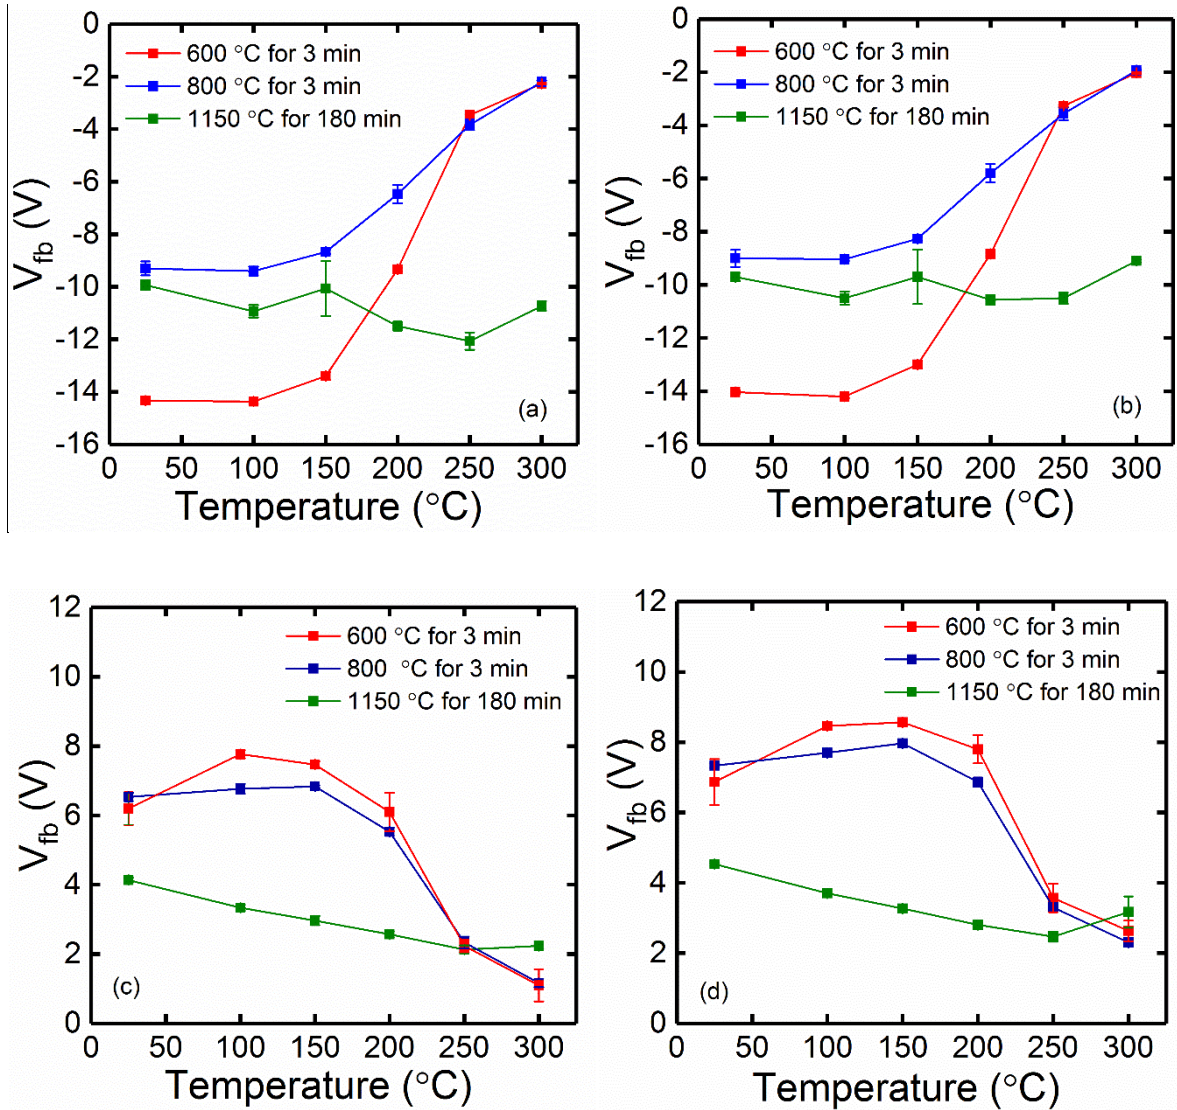 0
-2
-4
-6
-8
-10
-12
-14
-16
V_fb (V)
600 °C for 3 min
800 °C for 3 min
1150 °C for 180 min
(a)
0 50 100 150 200 250 300
Temperature (°C)
0
-2
-4
-6
-8
-10
-12
-14
-16
V_fb (V)
600 °C for 3 min
800 °C for 3 min
1150 °C for 180 min
(b)
0 50 100 150 200 250 300
Temperature (°C)
12
10
8
6
4
2
0
V_fb (V)
600 °C for 3 min
800 °C for 3 min
1150 °C for 180 min
(c)
0 50 100 150 200 250 300
Temperature (°C)
12
10
8
6
4
2
0
V_fb (V)
600 °C for 3 min
800 °C for 3 min
1150 °C for 180 min
(d)
0 50 100 150 200 250 300
Temperature (°C)